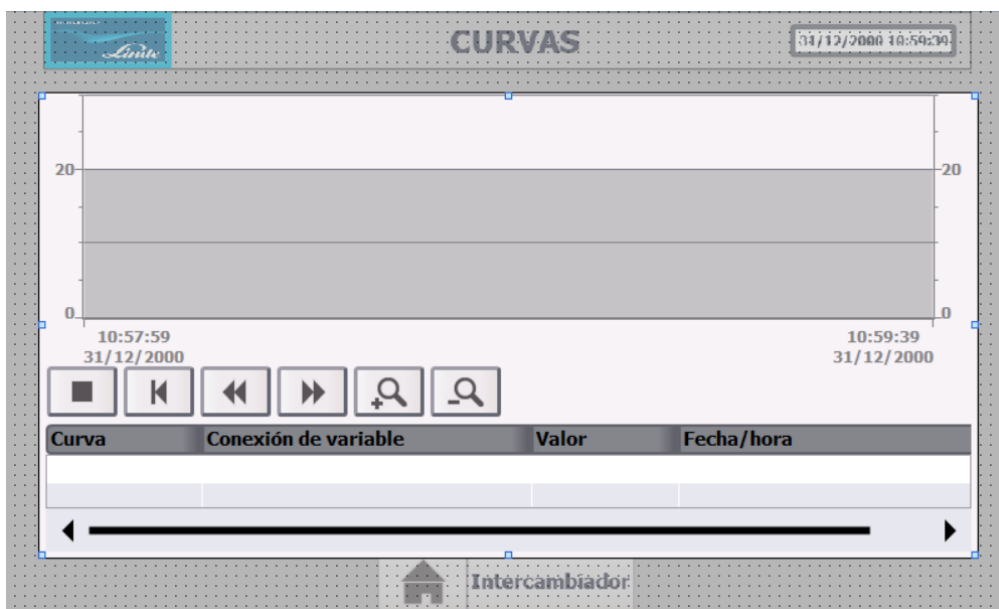 Límite
CURVAS
31/12/2000 10:59:39
20
20
0
0
10:57:59
31/12/2000
10:59:39
31/12/2000
Curva
Conexión de variable
Valor
Fecha/hora
Intercambiador